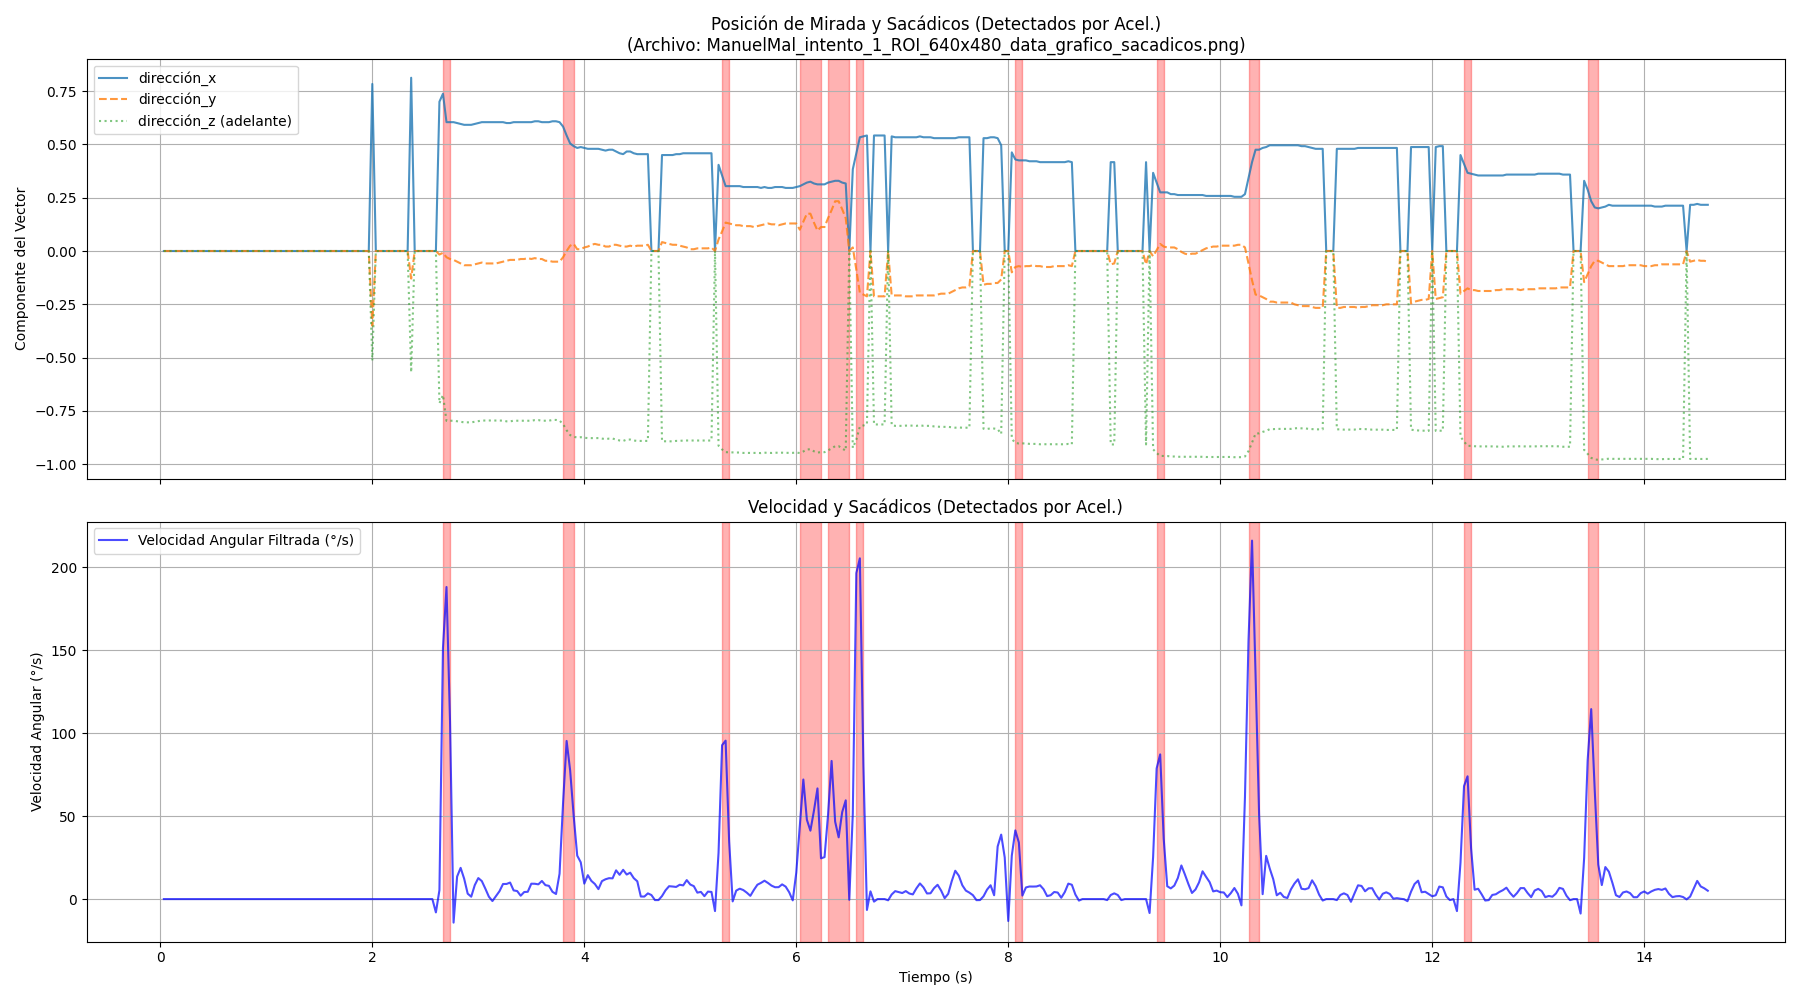 Posición de Mirada y Sacádicos (Detectados por Acel.)
(Archivo: ManuelMal_intento_1_ROI_640x480_data_grafico_sacadicos.png)
dirección_x
dirección_y
dirección_z (adelante)
Componente del Vector
0.75
0.50
0.25
0.00
−0.25
−0.50
−0.75
−1.00
Velocidad y Sacádicos (Detectados por Acel.)
Velocidad Angular Filtrada (°/s)
Velocidad Angular (°/s)
200
150
100
50
0
0 2 4 6 8 10 12 14
Tiempo (s)